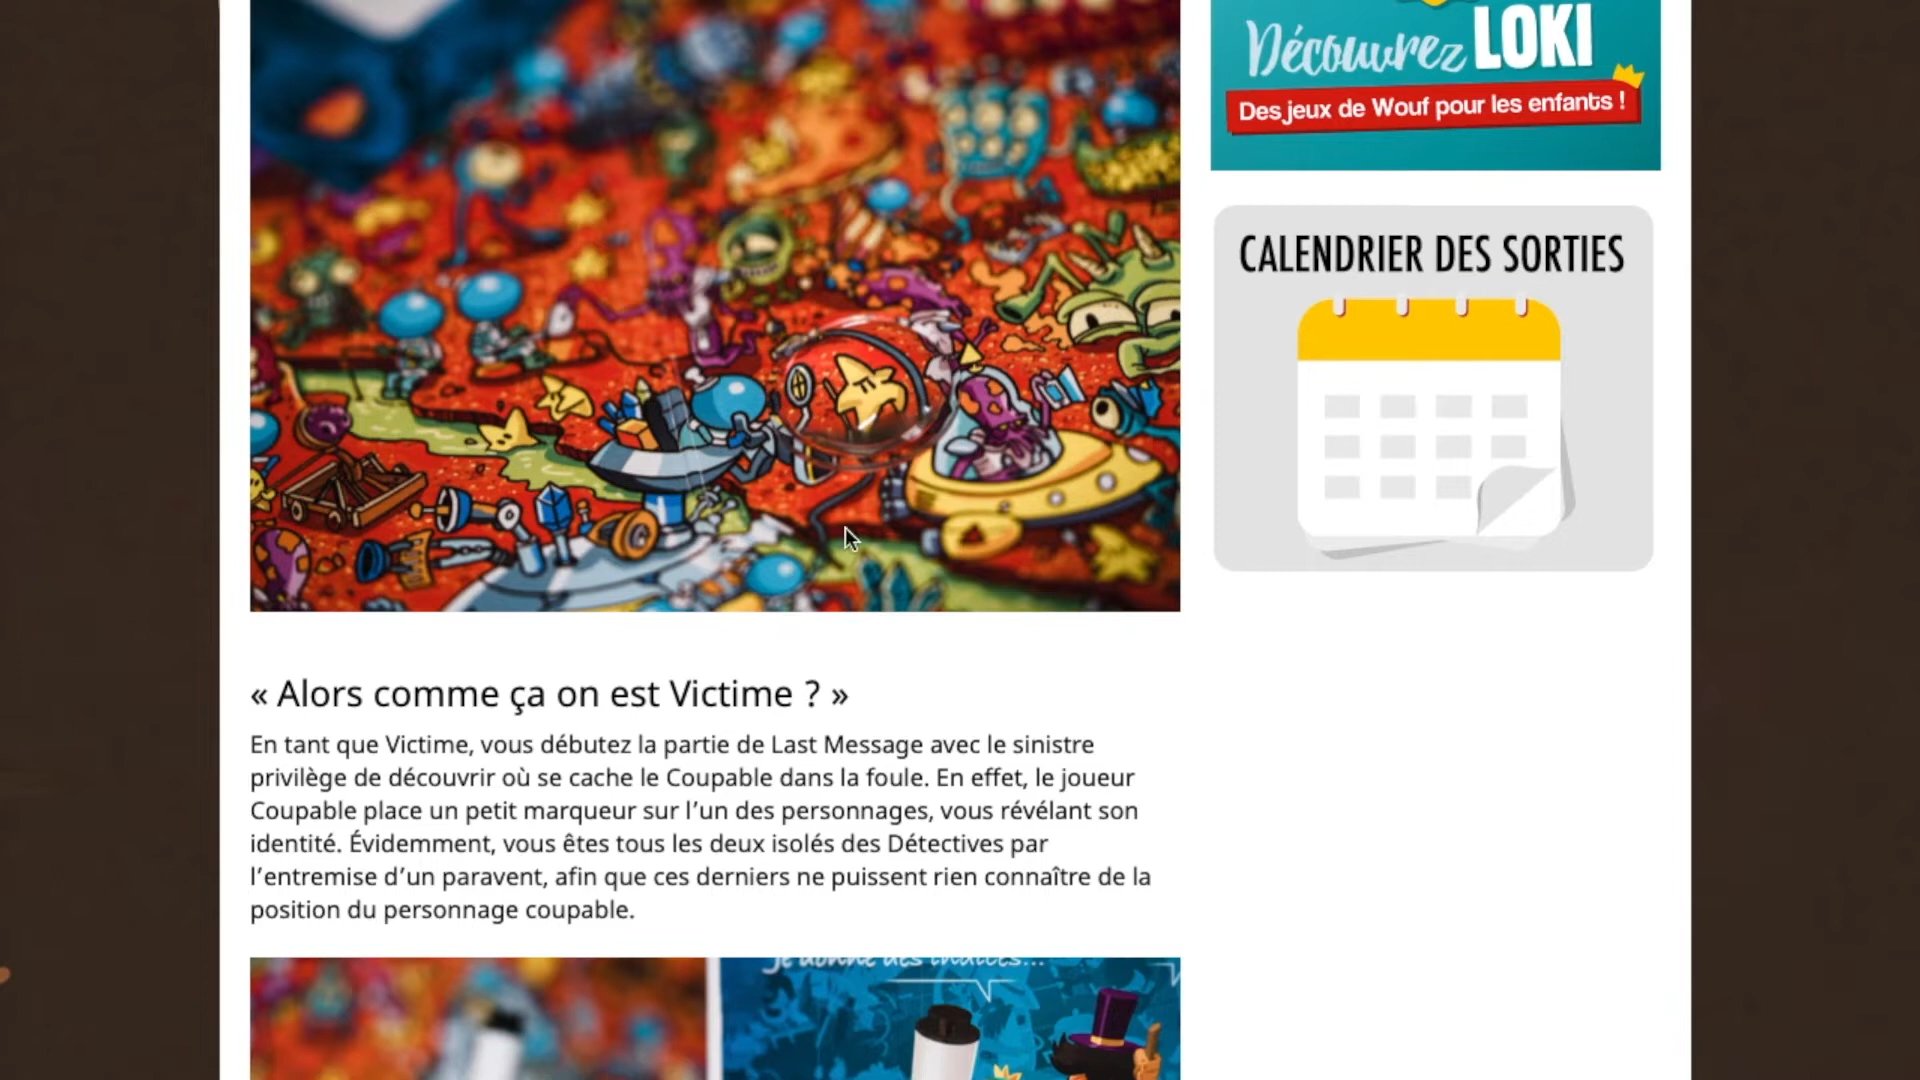 Découvrez LOKI
Des jeux de Wouf pour les enfants !
CALENDRIER DES SORTIES
« Alors comme ça on est Victime ? »
En tant que Victime, vous débutez la partie de Last Message avec le sinistre
privilège de découvrir où se cache le Coupable dans la foule. En effet, le joueur
Coupable place un petit marqueur sur l’un des personnages, vous révélant son
identité. Évidemment, vous êtes tous les deux isolés des Détectives par
l’entremise d’un paravent, afin que ces derniers ne puissent rien connaître de la
position du personnage coupable.
Je donne des indices...